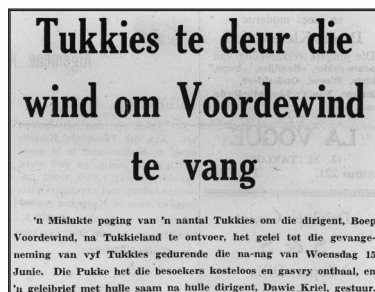 Tukkies te deur die
wind om Voordewind
te vang
'n Mislukte poging van 'n aantal Tukkies om die dirigent, Boep
Voordewind, na Tukkieland te ontvoer, het gelei tot die gevange-
neming van vyf Tukkies gedurende die na-nag van Woensdag 15
Junie. Die Pukke het die besoekers kosteloos en gasvry onthaal, en
'n geleibrief met hulle saam na hulle dirigent, Dawie Kriel, gestuur.